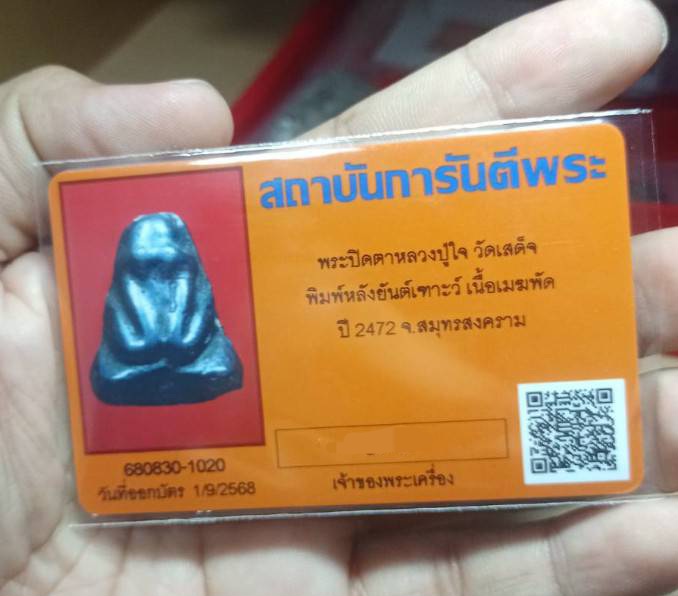 สถาบันการันตีพระ
พระปิดตาหลวงปู่ใจ วัดเสด็จ
พิมพ์หลังยันต์เฑาะว์ เนื้อเมฆพัด
ปี 2472 จ.สมุทรสงคราม
680830-1020
วันที่ออกบัตร 1/9/2568
เจ้าของพระเครื่อง